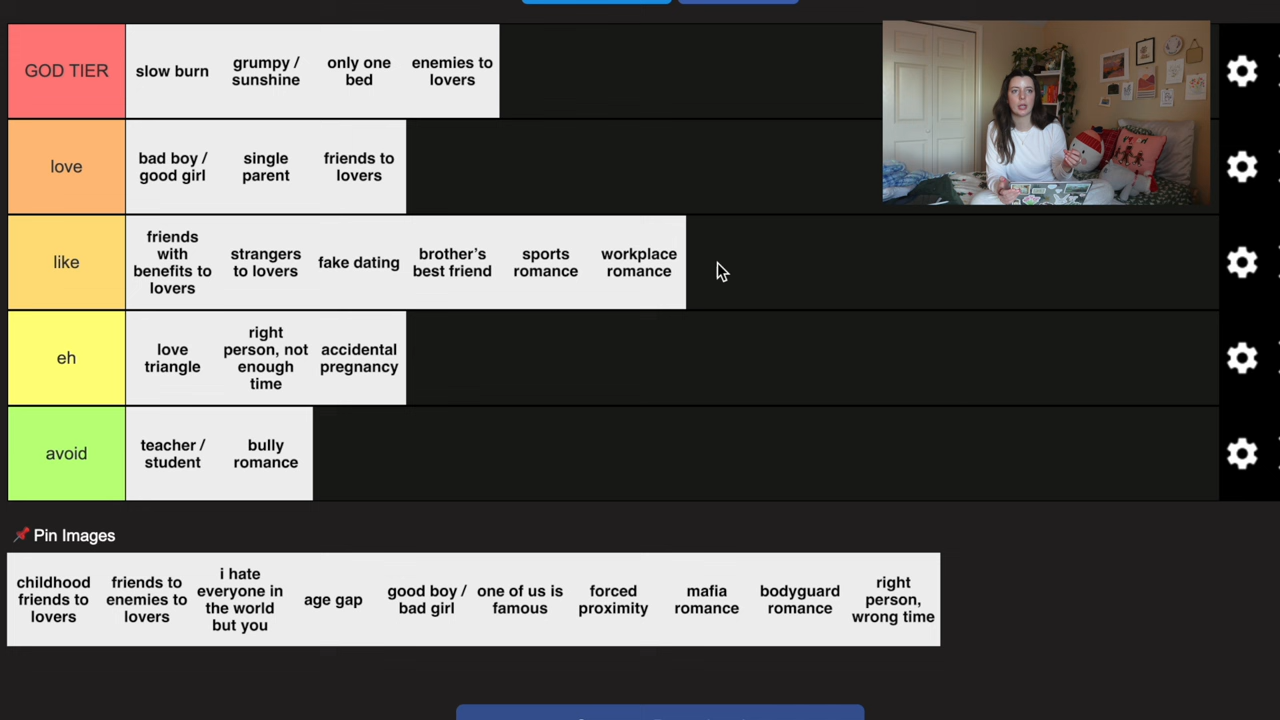 GOD TIER
slow burn
grumpy /
sunshine
only one
bed
enemies to
lovers
love
bad boy /
good girl
single
parent
friends to
lovers
like
friends
with
benefits to
lovers
strangers
to lovers
fake dating
brother's
best friend
sports
romance
workplace
romance
eh
love
triangle
right
person, not
enough
time
accidental
pregnancy
avoid
teacher /
student
bully
romance
Pin Images
childhood
friends to
lovers
friends to
enemies to
lovers
i hate
everyone in
the world
but you
age gap
good boy /
bad girl
one of us is
famous
forced
proximity
mafia
romance
bodyguard
romance
right
person,
wrong time